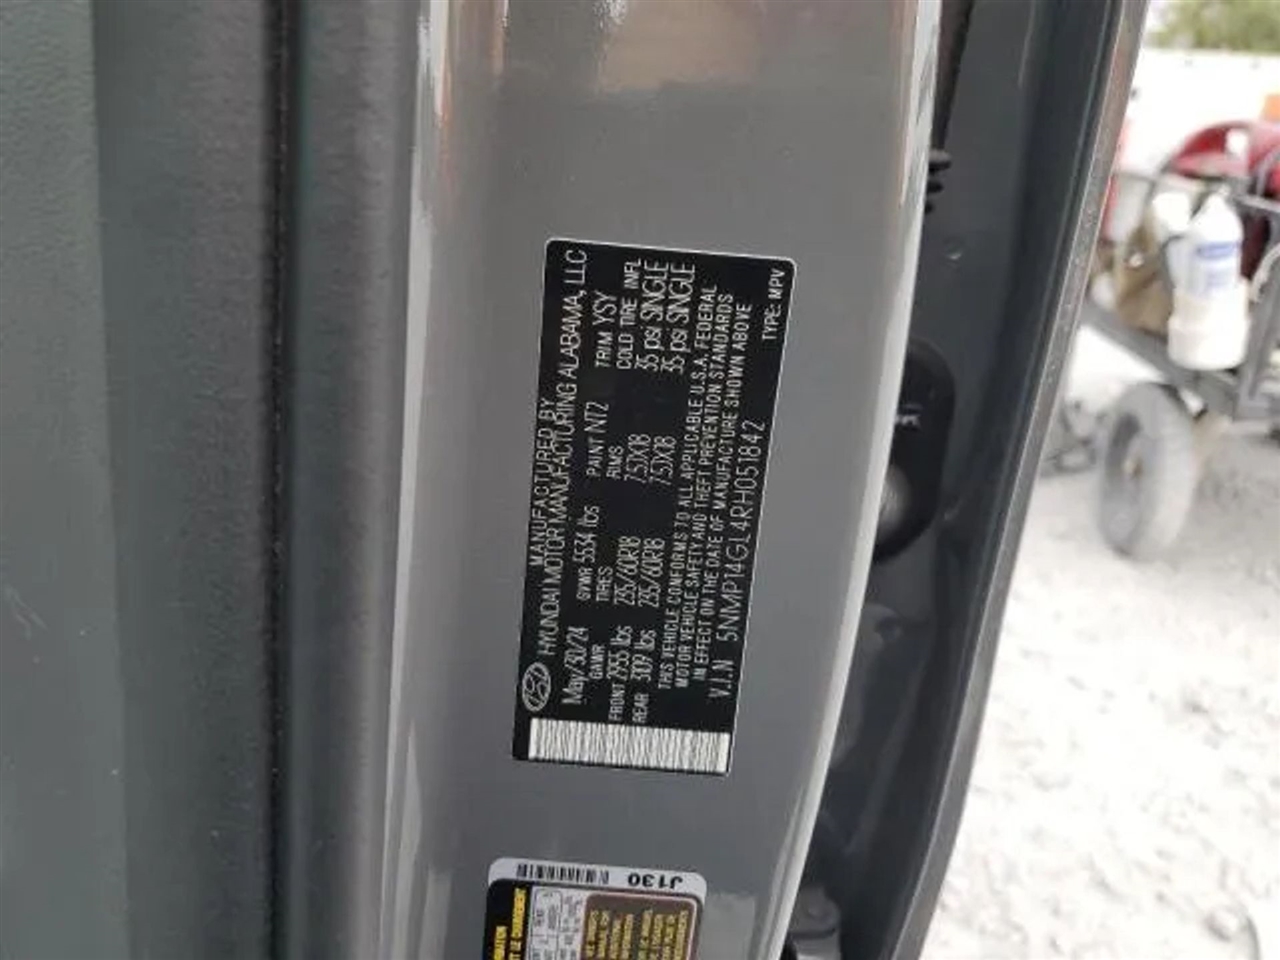 MANUFACTURED BY
HYUNDAI MOTOR MANUFACTURING ALABAMA, LLC
May/30/24 GVWR 5534 lbs PAINT NT2 TRIM YSY
GAWR TIRES RIMS COLD TIRE INFL
FRONT 2955 lbs 235/60R18 7.5JX18 35 psi SINGLE
REAR 3109 lbs 235/60R18 7.5JX18 35 psi SINGLE
THIS VEHICLE CONFORMS TO ALL APPLICABLE U.S.A. FEDERAL
MOTOR VEHICLE SAFETY AND THEFT PREVENTION STANDARDS
IN EFFECT ON THE DATE OF MANUFACTURE SHOWN ABOVE
V.I.N 5NMP14GL4RH051842 TYPE: MPV
J130